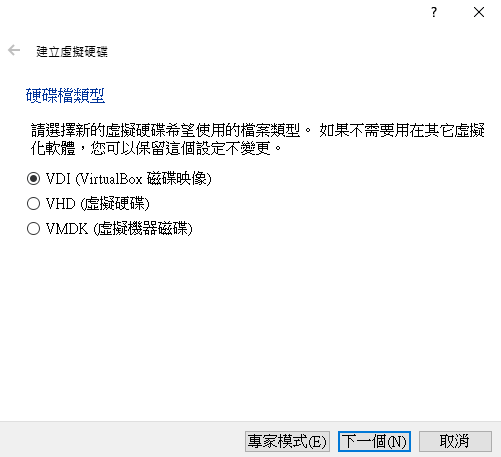 ?
建立虛擬硬碟
硬碟檔類型
請選擇新的虛擬硬碟希望使用的檔案類型。 如果不需要用在其它虛擬
化軟體，您可以保留這個設定不變更。
VDI (VirtualBox 磁碟映像)
VHD (虛擬硬碟)
VMDK (虛擬機器磁碟)
專家模式(E) 下一個(N) 取消